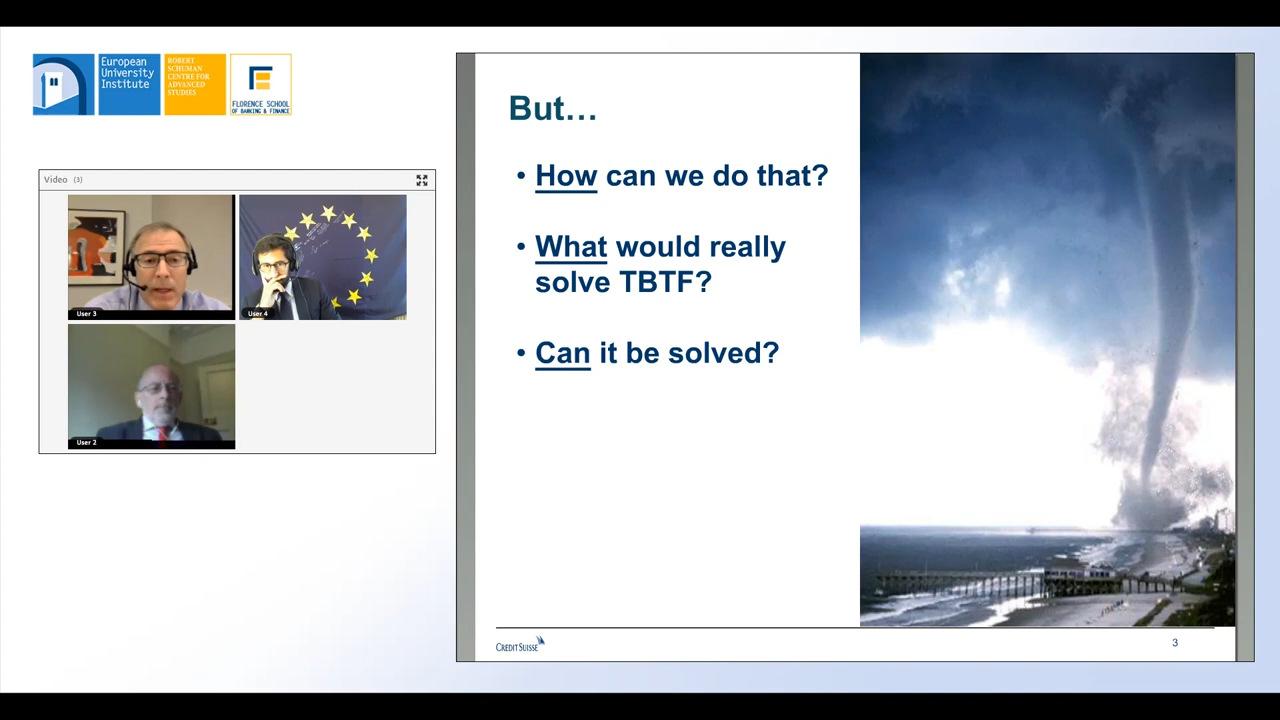 European
University
Institute
ROBERT
SCHUMAN
CENTRE FOR
ADVANCED
STUDIES
FLORENCE SCHOOL
OF BANKING & FINANCE
Video (3)
User 3
User 4
User 2
But…
• How can we do that?
• What would really
solve TBTF?
• Can it be solved?
CREDIT SUISSE
3